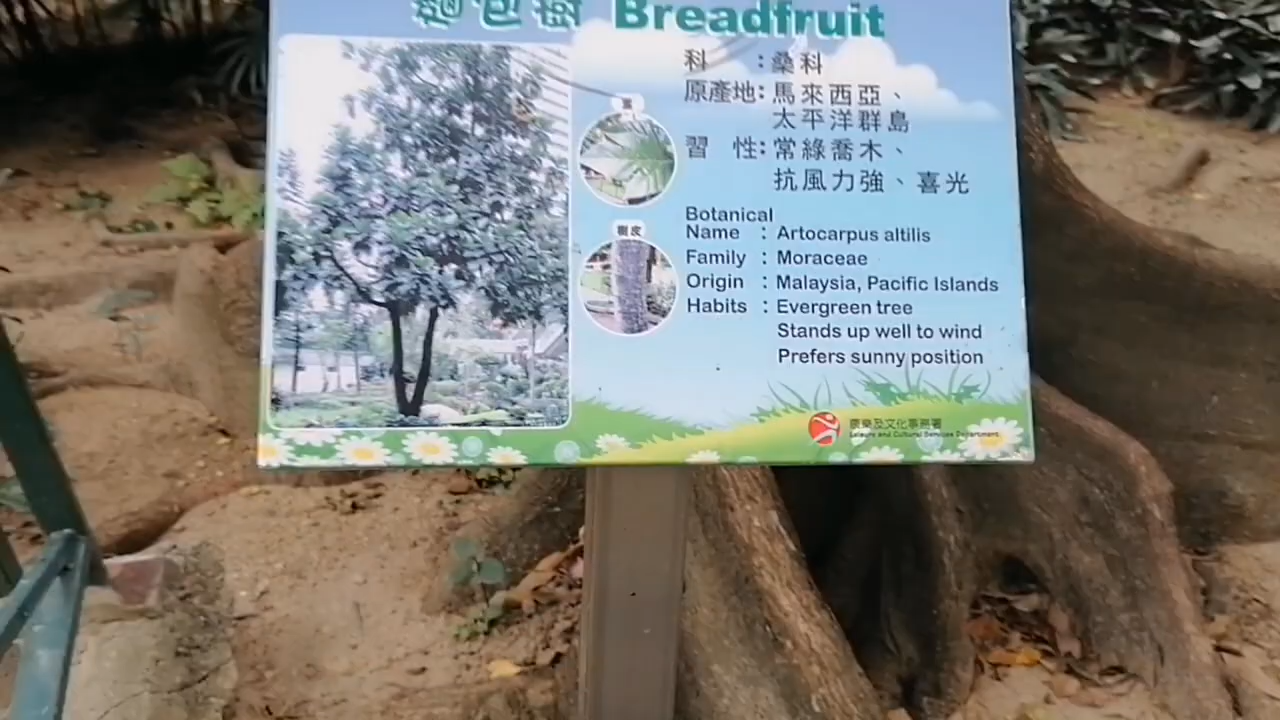 麵包樹 Breadfruit
科 : 桑科
原產地: 馬來西亞、
太平洋群島
習 性: 常綠喬木、
抗風力強、喜光
葉
樹皮
Botanical
Name : Artocarpus altilis
Family : Moraceae
Origin : Malaysia, Pacific Islands
Habits : Evergreen tree
Stands up well to wind
Prefers sunny position
康樂及文化事務署
Leisure and Cultural Services Department